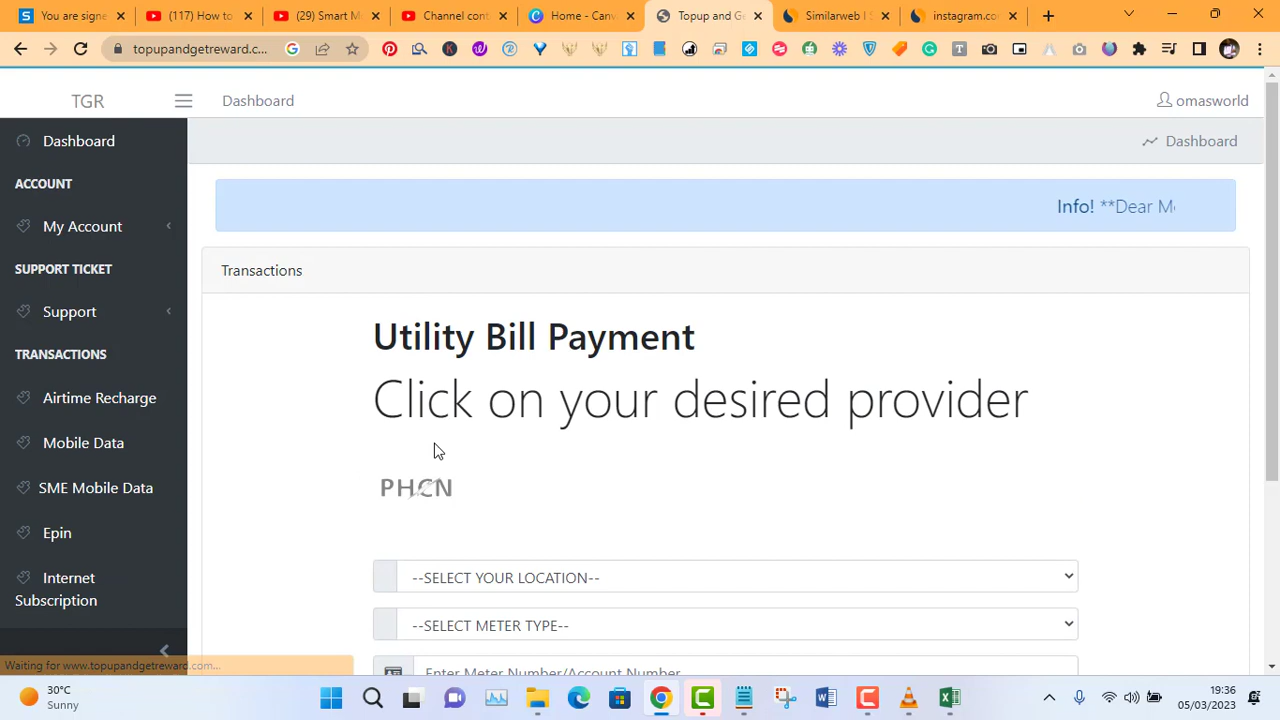 You are signe
(117) How to
(29) Smart M
Channel cont
Home - Canv
Topup and Ge
Similarweb | S
instagram.co
topupandgetreward.c...
TGR
Dashboard
omasworld
Dashboard
Dashboard
ACCOUNT
My Account
SUPPORT TICKET
Support
TRANSACTIONS
Airtime Recharge
Mobile Data
SME Mobile Data
Epin
Internet
Subscription
Info! **Dear M
Transactions
Utility Bill Payment
Click on your desired provider
PHCN
--SELECT YOUR LOCATION--
--SELECT METER TYPE--
Enter Meter Number/Account Number
Waiting for www.topupandgetreward.com...
30°C
Sunny
19:36
05/03/2023